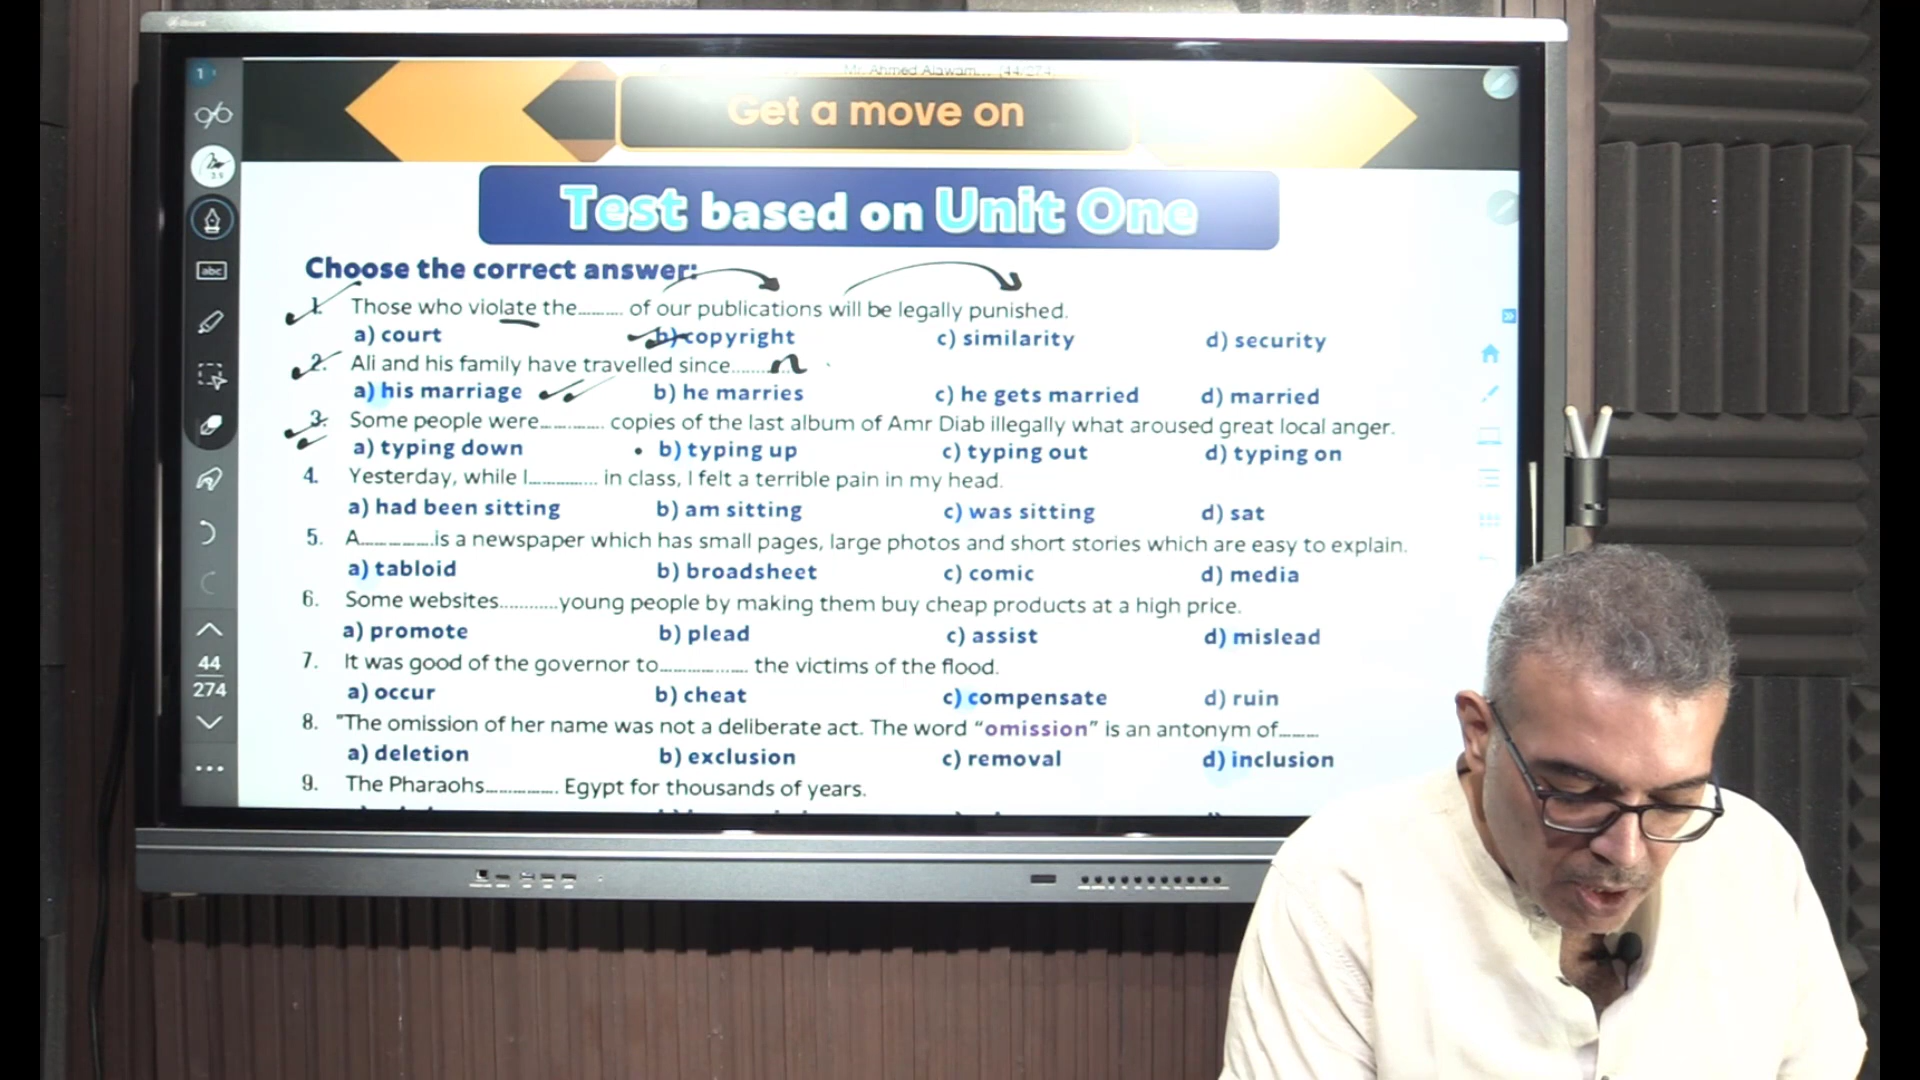 Get a move on
Test based on Unit One
Choose the correct answer:
1. Those who violate the......... of our publications will be legally punished.
a) court b) copyright c) similarity d) security
2. Ali and his family have travelled since.........
a) his marriage b) he marries c) he gets married d) married
3. Some people were............. copies of the last album of Amr Diab illegally what aroused great local anger.
a) typing down b) typing up c) typing out d) typing on
4. Yesterday, while I............. in class, I felt a terrible pain in my head.
a) had been sitting b) am sitting c) was sitting d) sat
5. A..............is a newspaper which has small pages, large photos and short stories which are easy to explain.
a) tabloid b) broadsheet c) comic d) media
6. Some websites...........young people by making them buy cheap products at a high price.
a) promote b) plead c) assist d) mislead
7. It was good of the governor to................ the victims of the flood.
a) occur b) cheat c) compensate d) ruin
8. "The omission of her name was not a deliberate act. The word “omission” is an antonym of........
a) deletion b) exclusion c) removal d) inclusion
9. The Pharaohs.............. Egypt for thousands of years.
abc
44
274